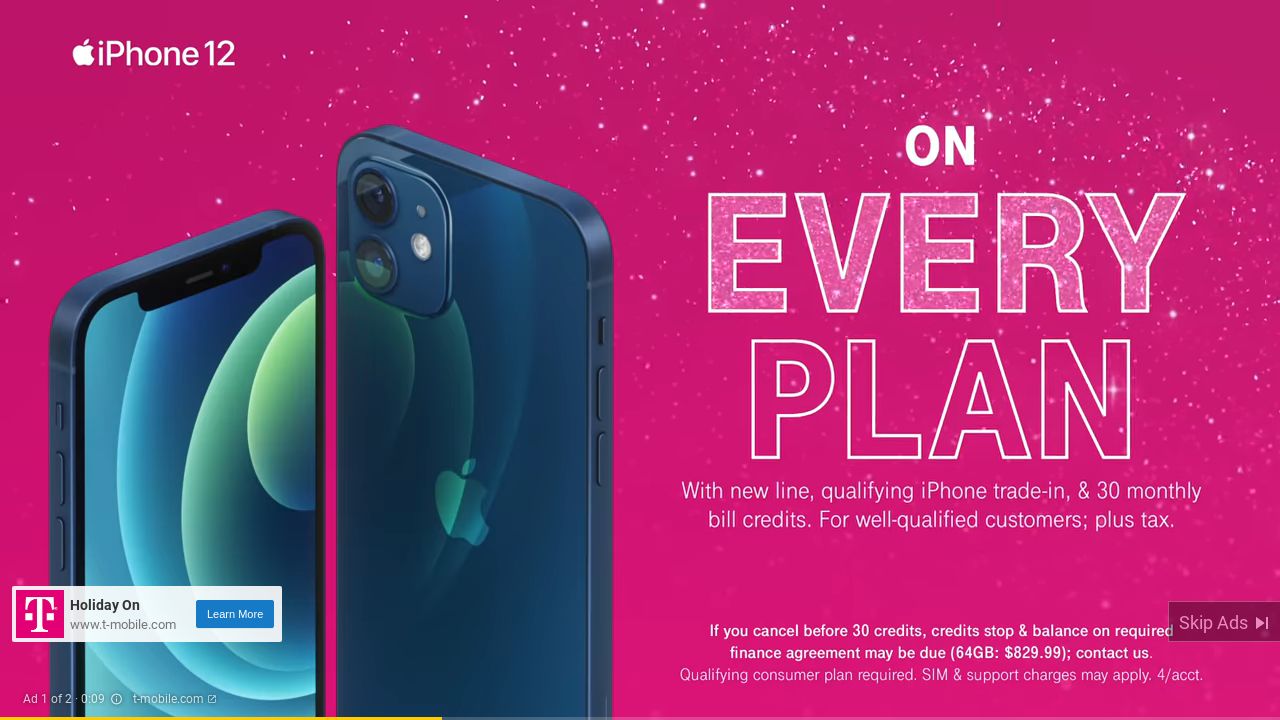 iPhone 12
ON
EVERY
PLAN
With new line, qualifying iPhone trade-in, & 30 monthly
bill credits. For well-qualified customers; plus tax.
Holiday On
www.t-mobile.com
Learn More
If you cancel before 30 credits, credits stop & balance on required
finance agreement may be due (64GB: $829.99); contact us.
Qualifying consumer plan required. SIM & support charges may apply. 4/acct.
Skip Ads
Ad 1 of 2 · 0:09
t-mobile.com